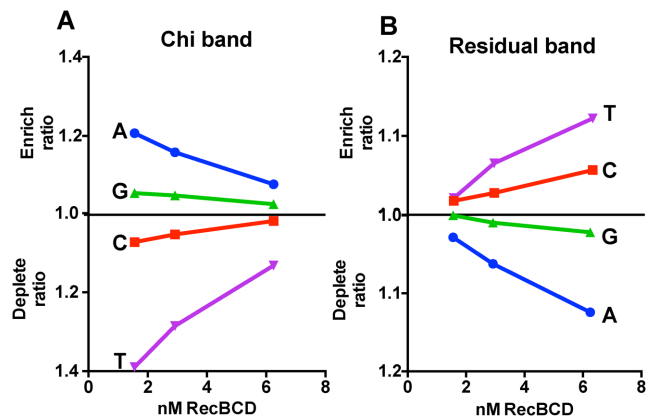 A
Chi band
1.4
1.2
1.0
1.2
1.4
Enrich
ratio
Deplete
ratio
A
G
C
T
0 2 4 6 8
nM RecBCD
B
Residual band
1.2
1.1
1.0
1.1
1.2
Enrich
ratio
Deplete
ratio
T
C
G
A
0 2 4 6 8
nM RecBCD